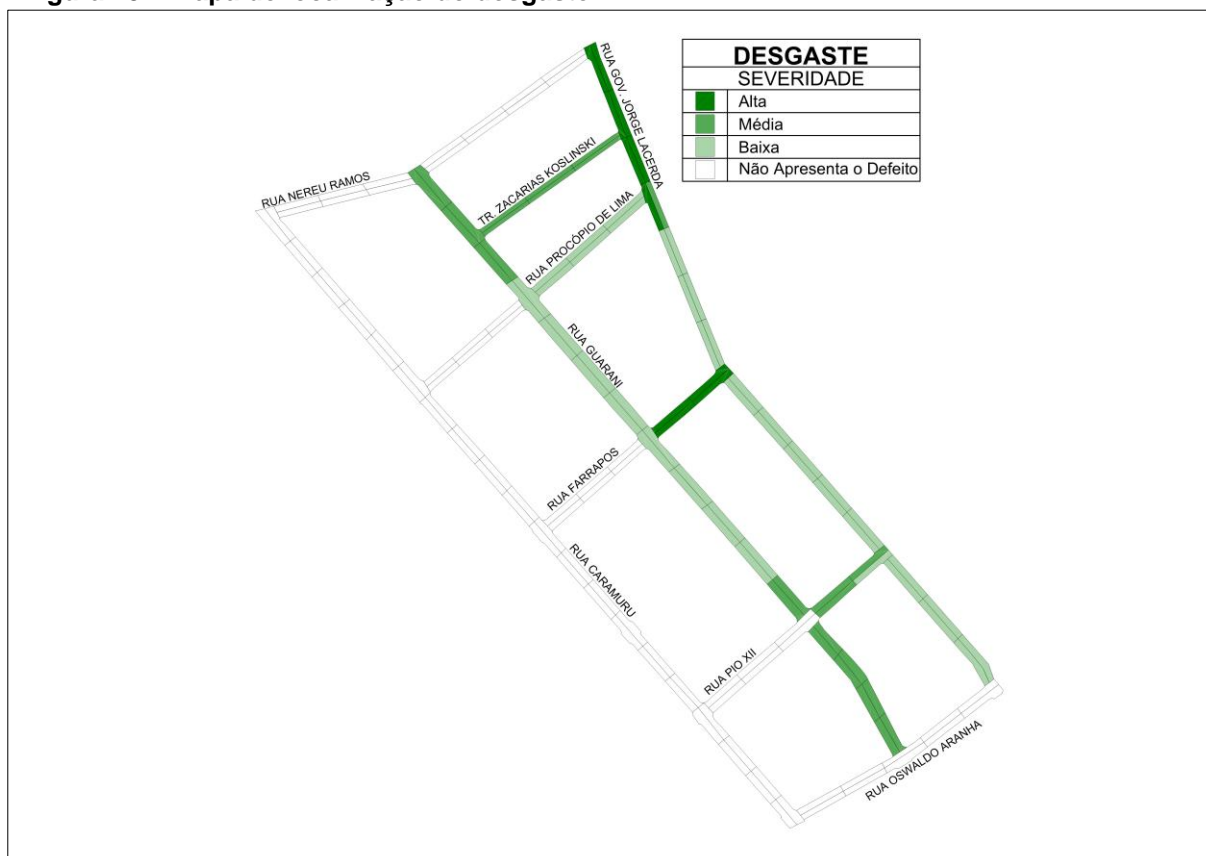 DESGASTE
SEVERIDADE
Alta
Média
Baixa
Não Apresenta o Defeito
RUA GOV. JORGE LACERDA
TR. ZACARIAS KOSLINSKI
RUA NEREU RAMOS
RUA PROCÓPIO DE LIMA
RUA GUARANI
RUA FARRAPOS
RUA CARAMURU
RUA PIO XII
RUA OSWALDO ARANHA